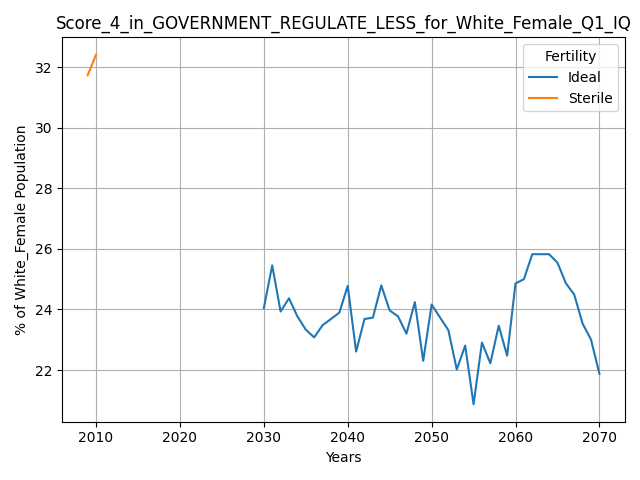 Score_4_in_GOVERNMENT_REGULATE_LESS_for_White_Female_Q1_IQ
Fertility
Ideal
Sterile
% of White_Female Population
32
30
28
26
24
22
2010 2020 2030 2040 2050 2060 2070
Years